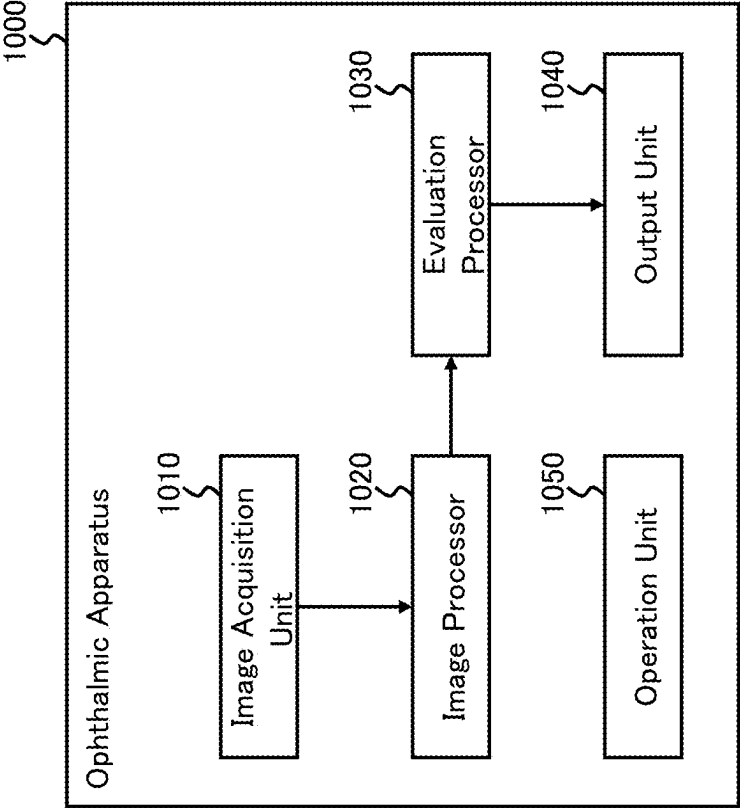 1000
Ophthalmic Apparatus
1010
Image Acquisition
Unit
1020
Image Processor
1030
Evaluation
Processor
1050
Operation Unit
1040
Output Unit